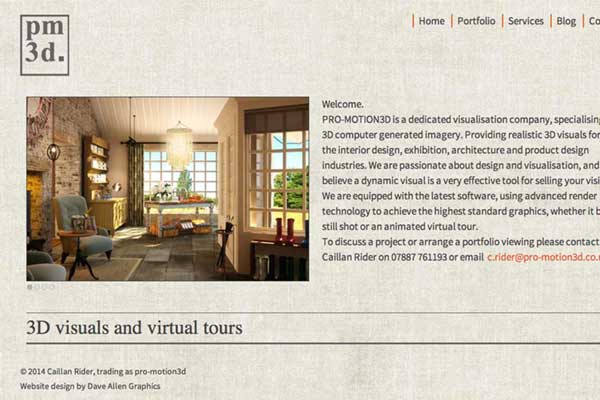 pm
3d.
Home
Portfolio
Services
Blog
Welcome.
PRO-MOTION3D is a dedicated visualisation company, specialising
3D computer generated imagery. Providing realistic 3D visuals for
the interior design, exhibition, architecture and product design
industries. We are passionate about design and visualisation, and
believe a dynamic visual is a very effective tool for selling your
We are equipped with the latest software, using advanced render
technology to achieve the highest standard graphics, whether it
still shot or an animated virtual tour.
To discuss a project or arrange a portfolio viewing please contact
Caillan Rider on 07887 761193 or email c.rider@pro-motion3d.co.
3D visuals and virtual tours
© 2014 Caillan Rider, trading as pro-motion3d
Website design by Dave Allen Graphics